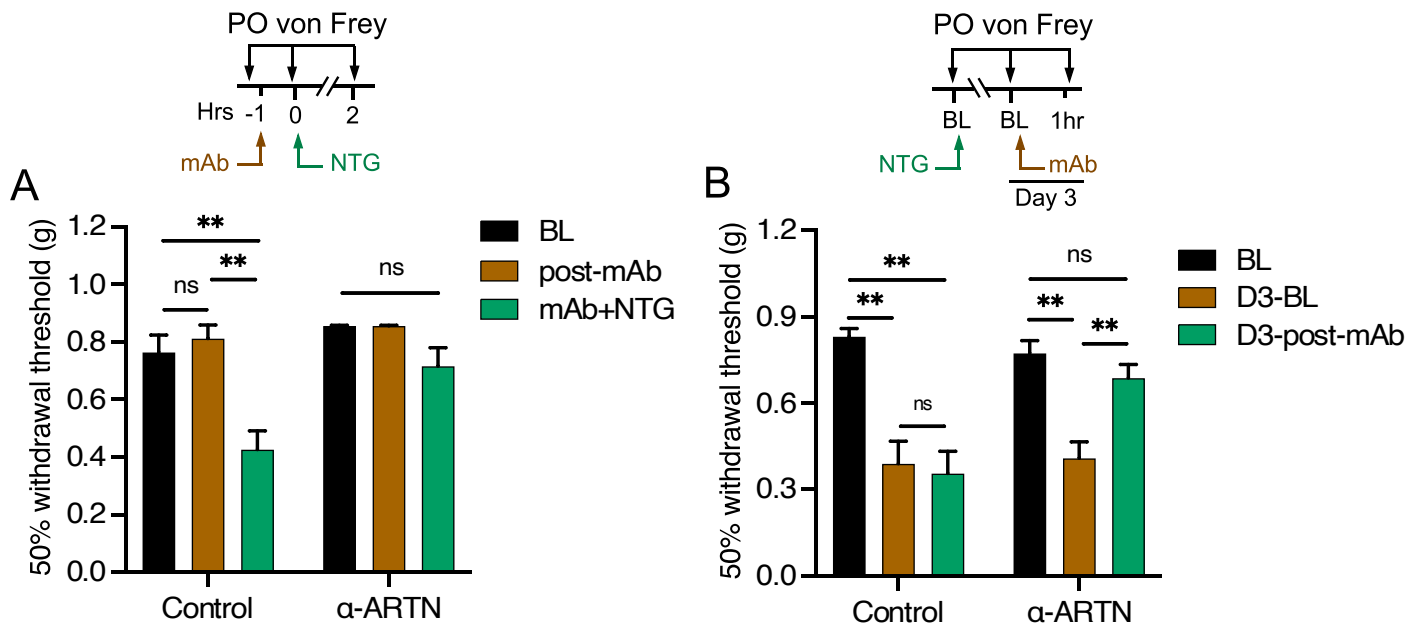 PO von Frey
Hrs -1 0 2
mAb NTG
A
50% withdrawal threshold (g)
1.2
1.0
0.8
0.6
0.4
0.2
0.0
**
**
ns
ns
Control α-ARTN
BL
post-mAb
mAb+NTG
PO von Frey
BL BL 1hr
NTG mAb
Day 3
B
50% withdrawal threshold (g)
1.2
0.9
0.6
0.3
0.0
**
**
ns
ns
**
**
Control α-ARTN
BL
D3-BL
D3-post-mAb